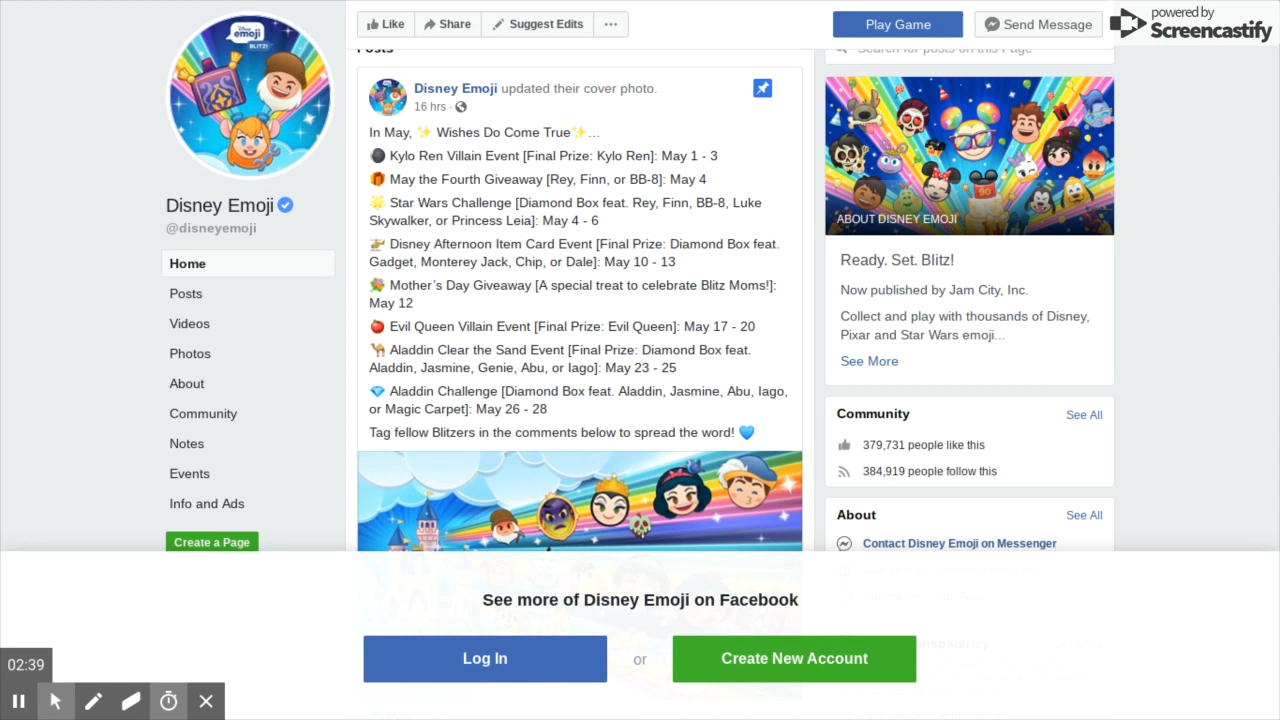 Like
Share
Suggest Edits
Play Game
Send Message
powered by
Screencastify
Disney
emoji
BLITZ!
Disney Emoji
@disneyemoji
Home
Posts
Videos
Photos
About
Community
Notes
Events
Info and Ads
Create a Page
Posts
Disney Emoji updated their cover photo.
16 hrs ·
In May, ✨ Wishes Do Come True✨…
Kylo Ren Villain Event [Final Prize: Kylo Ren]: May 1 - 3
🎁 May the Fourth Giveaway [Rey, Finn, or BB-8]: May 4
🌟 Star Wars Challenge [Diamond Box feat. Rey, Finn, BB-8, Luke
Skywalker, or Princess Leia]: May 4 - 6
🚁 Disney Afternoon Item Card Event [Final Prize: Diamond Box feat.
Gadget, Monterey Jack, Chip, or Dale]: May 10 - 13
💐 Mother’s Day Giveaway [A special treat to celebrate Blitz Moms!]:
May 12
🍎 Evil Queen Villain Event [Final Prize: Evil Queen]: May 17 - 20
🐪 Aladdin Clear the Sand Event [Final Prize: Diamond Box feat.
Aladdin, Jasmine, Genie, Abu, or Iago]: May 23 - 25
💎 Aladdin Challenge [Diamond Box feat. Aladdin, Jasmine, Abu, Iago,
or Magic Carpet]: May 26 - 28
Tag fellow Blitzers in the comments below to spread the word! 💙
Search for posts on this Page
90
ABOUT DISNEY EMOJI
Ready. Set. Blitz!
Now published by Jam City, Inc.
Collect and play with thousands of Disney,
Pixar and Star Wars emoji...
See More
Community
See All
379,731 people like this
384,919 people follow this
About
See All
Contact Disney Emoji on Messenger
See more of Disney Emoji on Facebook
Log In
or
Create New Account
02:39